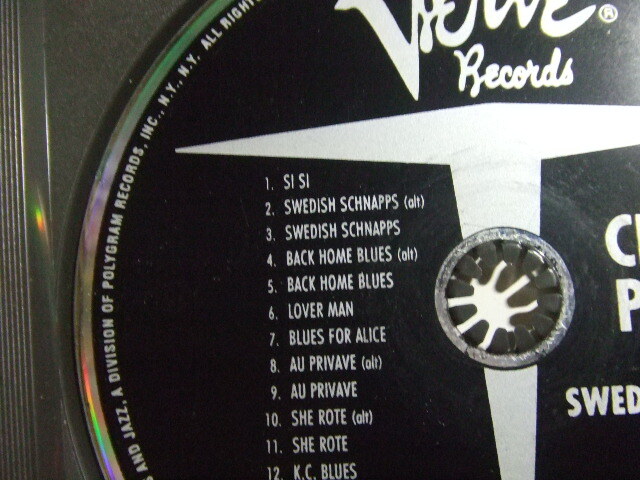 Verve®
Records
1. SI SI
2. SWEDISH SCHNAPPS (alt)
3. SWEDISH SCHNAPPS
4. BACK HOME BLUES (alt)
5. BACK HOME BLUES
6. LOVER MAN
7. BLUES FOR ALICE
8. AU PRIVAVE (alt)
9. AU PRIVAVE
10. SHE ROTE (alt)
11. SHE ROTE
12. K.C. BLUES
AND JAZZ, A DIVISION OF POLYGRAM RECORDS, INC., N.Y., N.Y. ALL RIGHTS